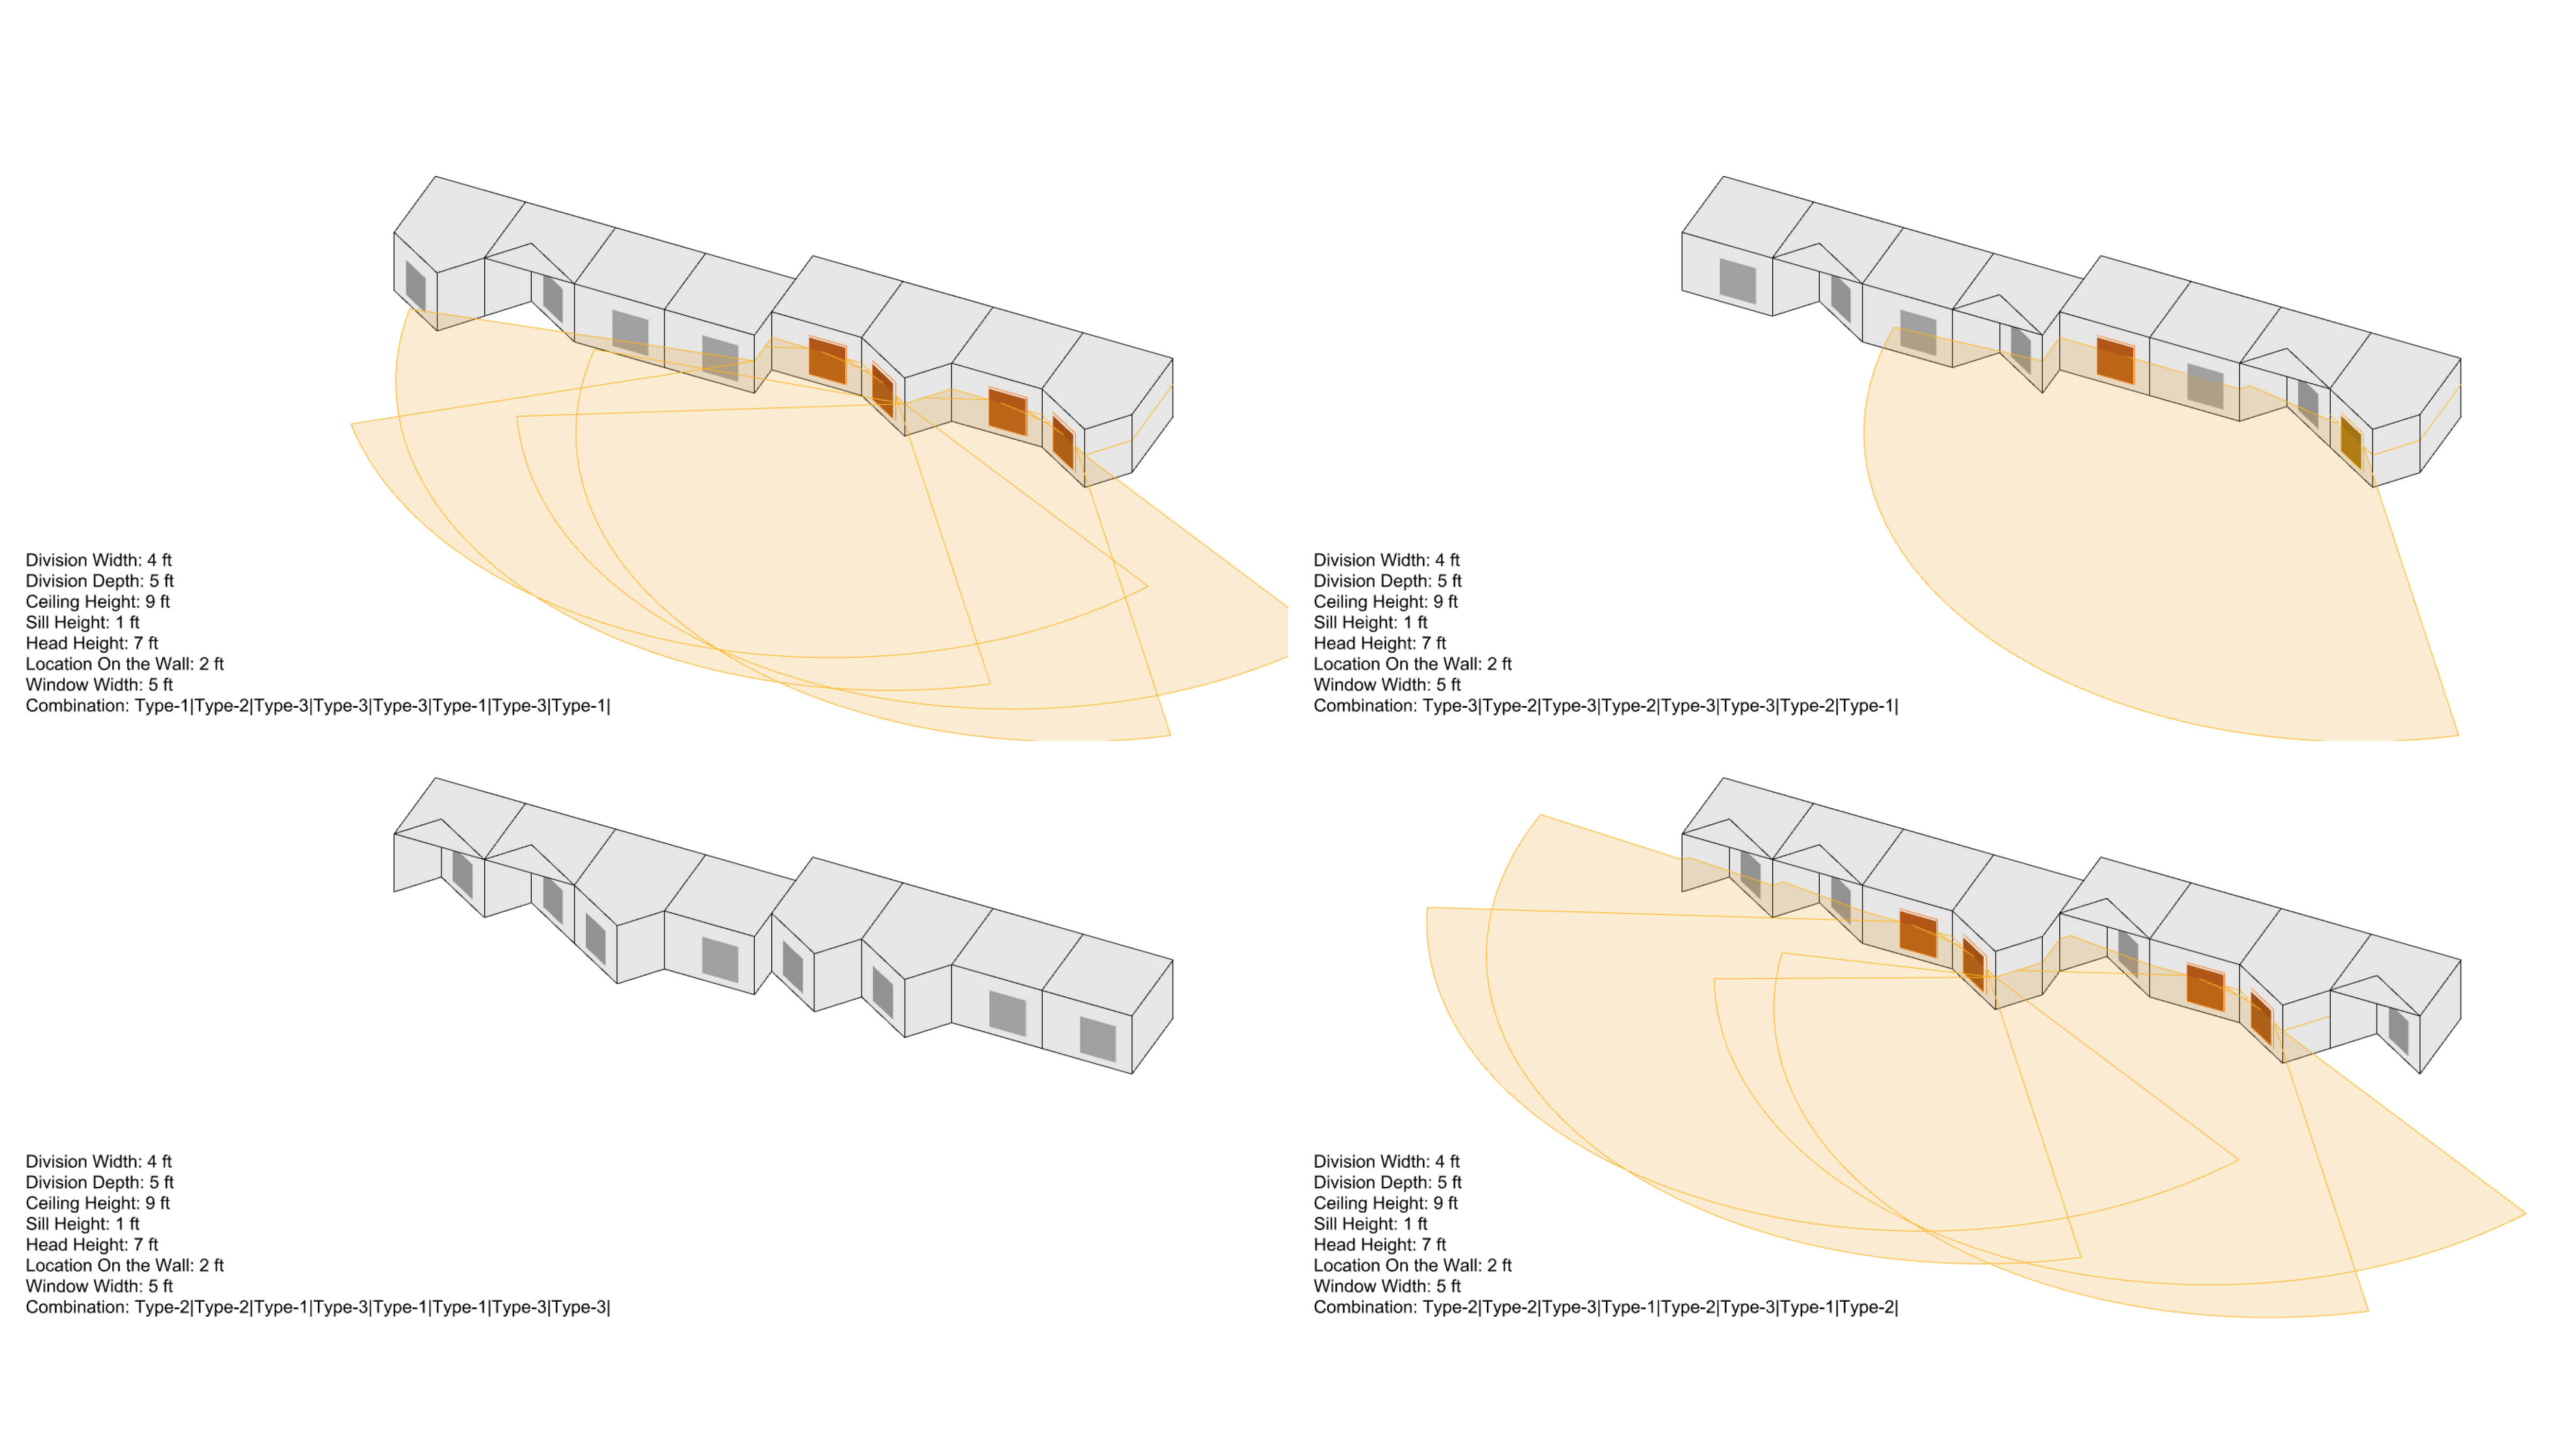 Division Width: 4 ft
Division Depth: 5 ft
Ceiling Height: 9 ft
Sill Height: 1 ft
Head Height: 7 ft
Location On the Wall: 2 ft
Window Width: 5 ft
Combination: Type-1|Type-2|Type-3|Type-3|Type-3|Type-1|Type-3|Type-1|
Division Width: 4 ft
Division Depth: 5 ft
Ceiling Height: 9 ft
Sill Height: 1 ft
Head Height: 7 ft
Location On the Wall: 2 ft
Window Width: 5 ft
Combination: Type-3|Type-2|Type-3|Type-2|Type-3|Type-3|Type-2|Type-1|
Division Width: 4 ft
Division Depth: 5 ft
Ceiling Height: 9 ft
Sill Height: 1 ft
Head Height: 7 ft
Location On the Wall: 2 ft
Window Width: 5 ft
Combination: Type-2|Type-2|Type-1|Type-3|Type-1|Type-1|Type-3|Type-3|
Division Width: 4 ft
Division Depth: 5 ft
Ceiling Height: 9 ft
Sill Height: 1 ft
Head Height: 7 ft
Location On the Wall: 2 ft
Window Width: 5 ft
Combination: Type-2|Type-2|Type-3|Type-1|Type-2|Type-3|Type-1|Type-2|